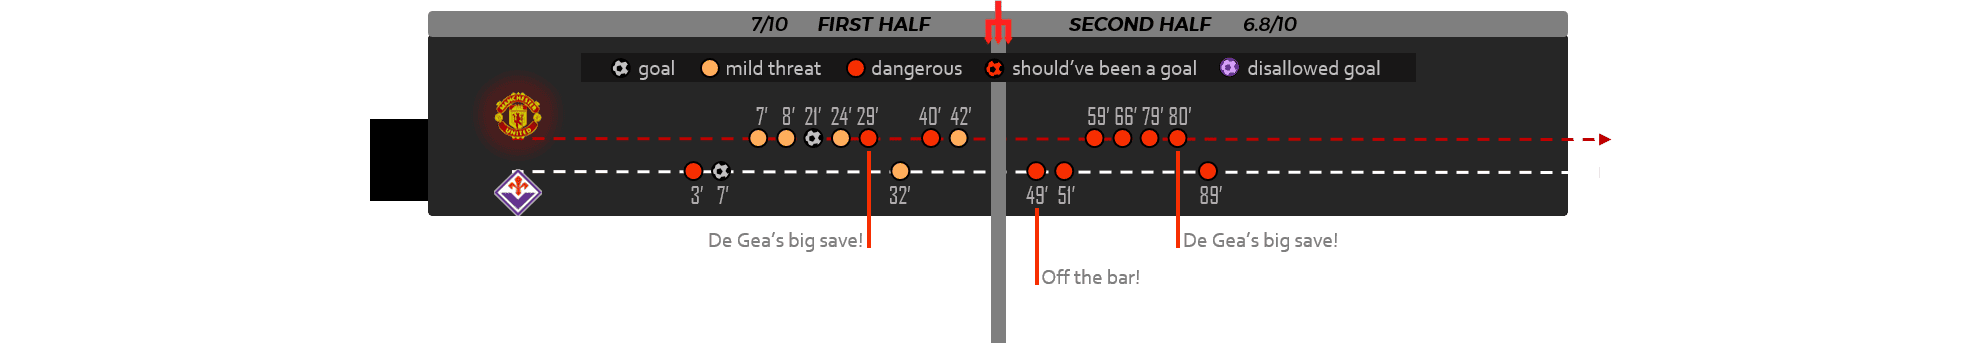 7/10 FIRST HALF SECOND HALF 6.8/10
goal mild threat dangerous should've been a goal disallowed goal
MANCHESTER
UNITED
7' 8' 21' 24' 29' 40' 42' 59' 66' 79' 80'
3' 7' 32' 49' 51' 89'
De Gea's big save! De Gea's big save!
Off the bar!